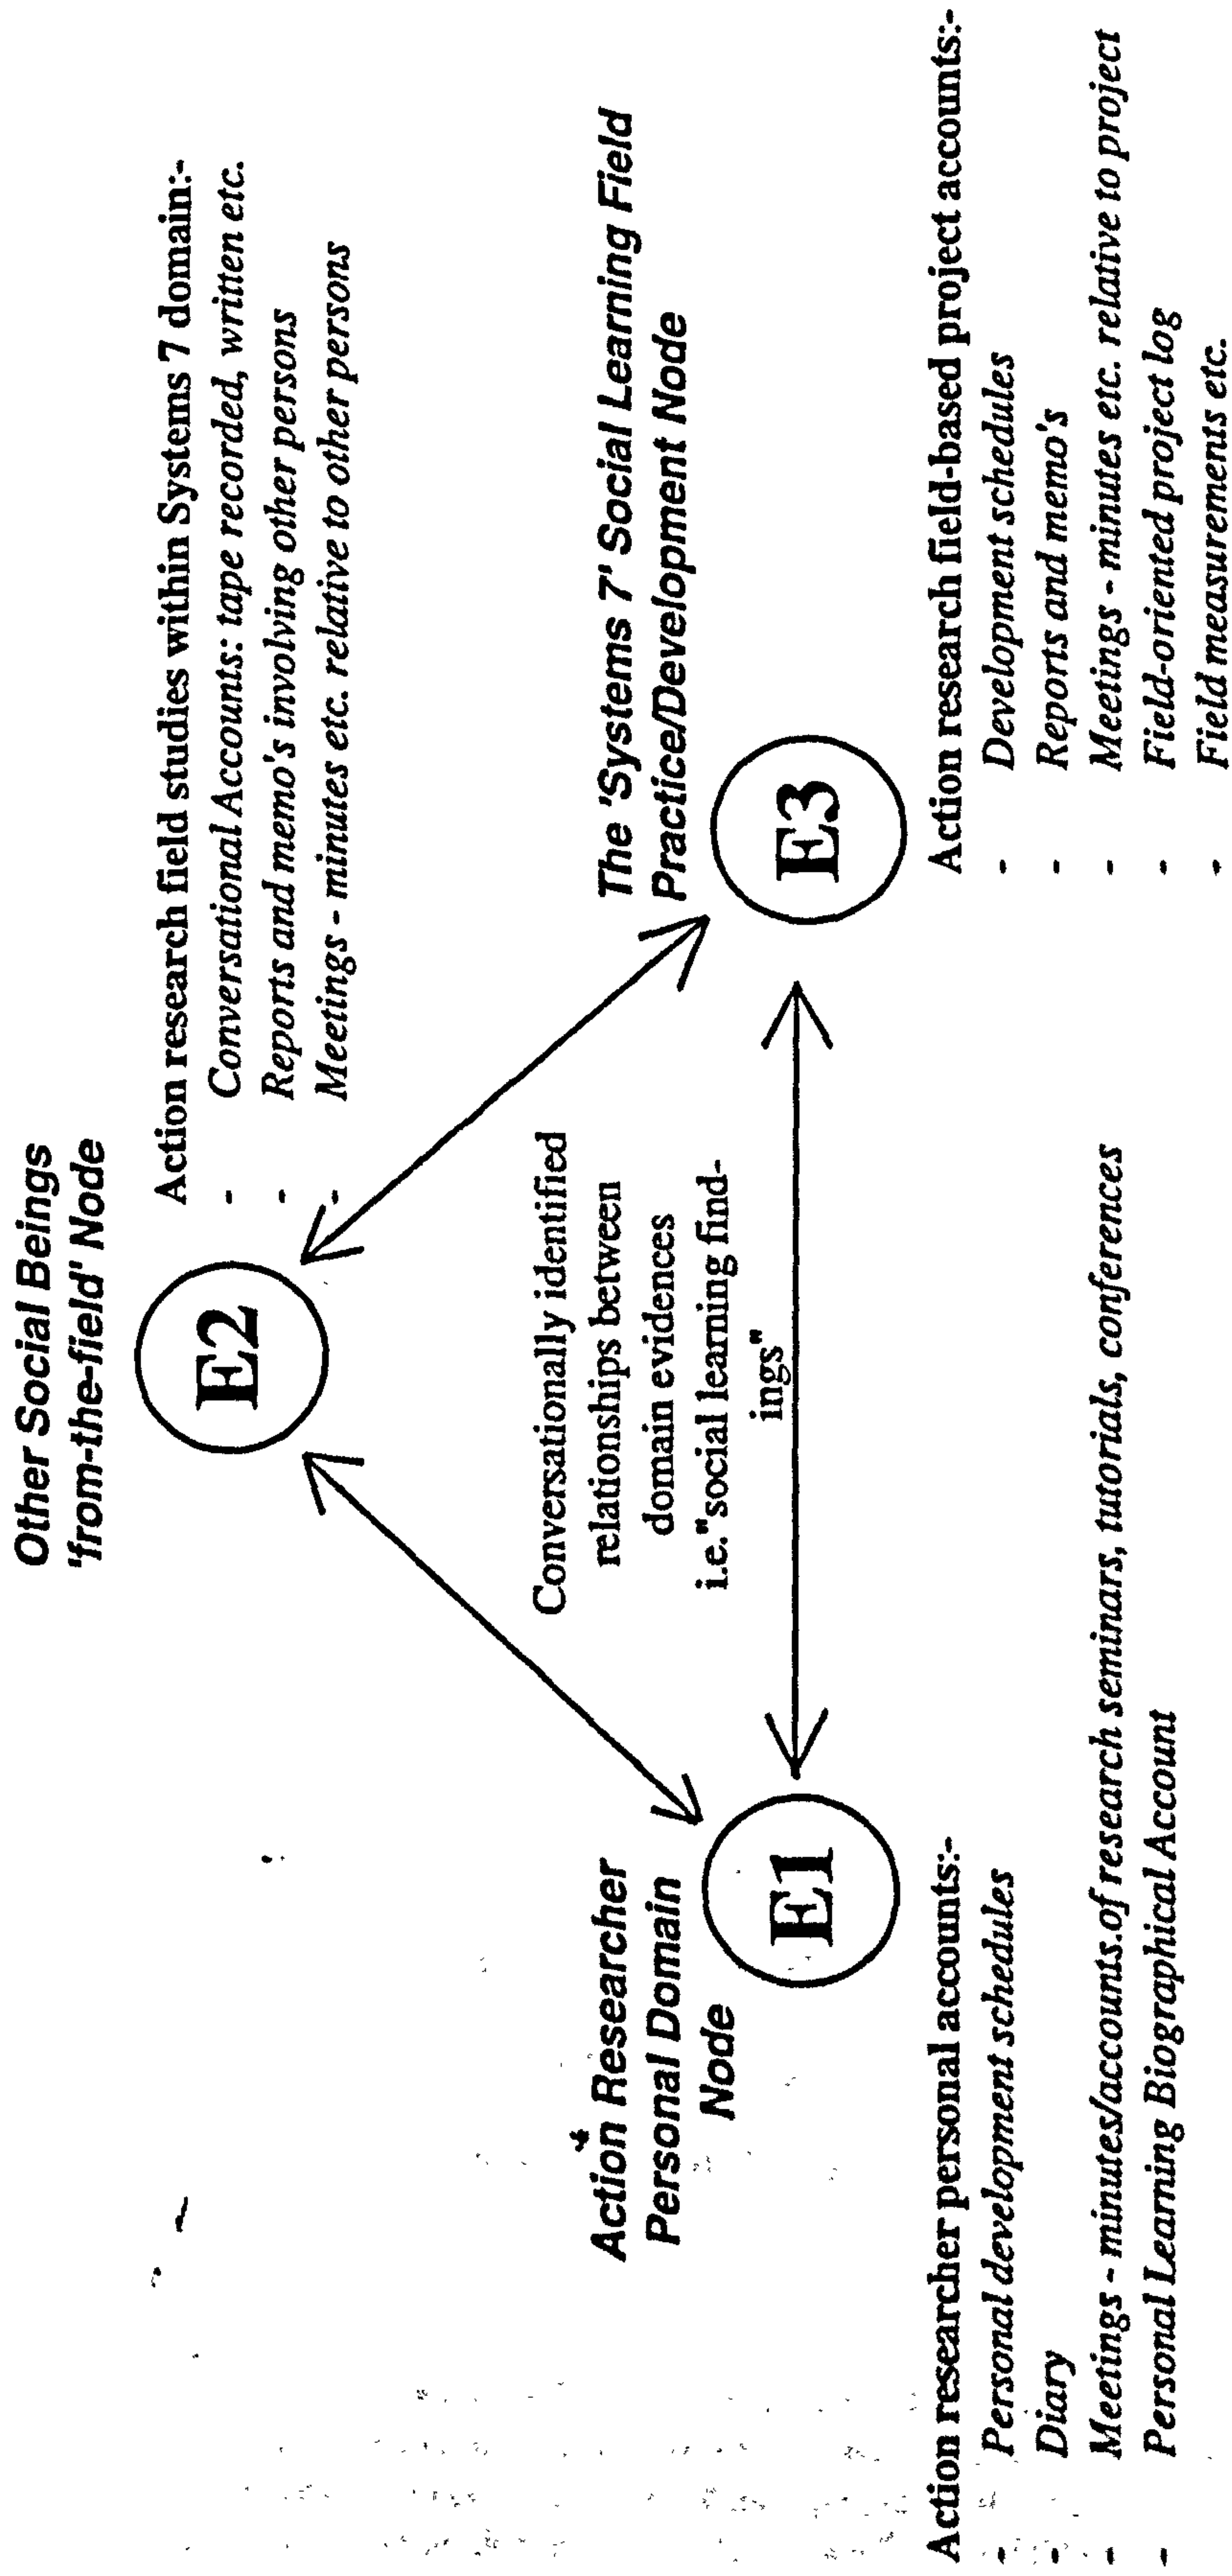 Other Social Beings
'from-the-field' Node
E2
Action research field studies within Systems 7 domain:-
- Conversational Accounts: tape recorded, written etc.
- Reports and memo's involving other persons
- Meetings - minutes etc. relative to other persons
Conversationally identified
relationships between
domain evidences
i.e."social learning find-
ings"
Action Researcher
Personal Domain
Node
E1
Action researcher personal accounts:-
- Personal development schedules
- Diary
- Meetings - minutes/accounts.of research seminars, tutorials, conferences
- Personal Learning Biographical Account
The 'Systems 7' Social Learning Field
Practice/Development Node
E3
Action research field-based project accounts:-
- Development schedules
- Reports and memo's
- Meetings - minutes etc. relative to project
- Field-oriented project log
- Field measurements etc.